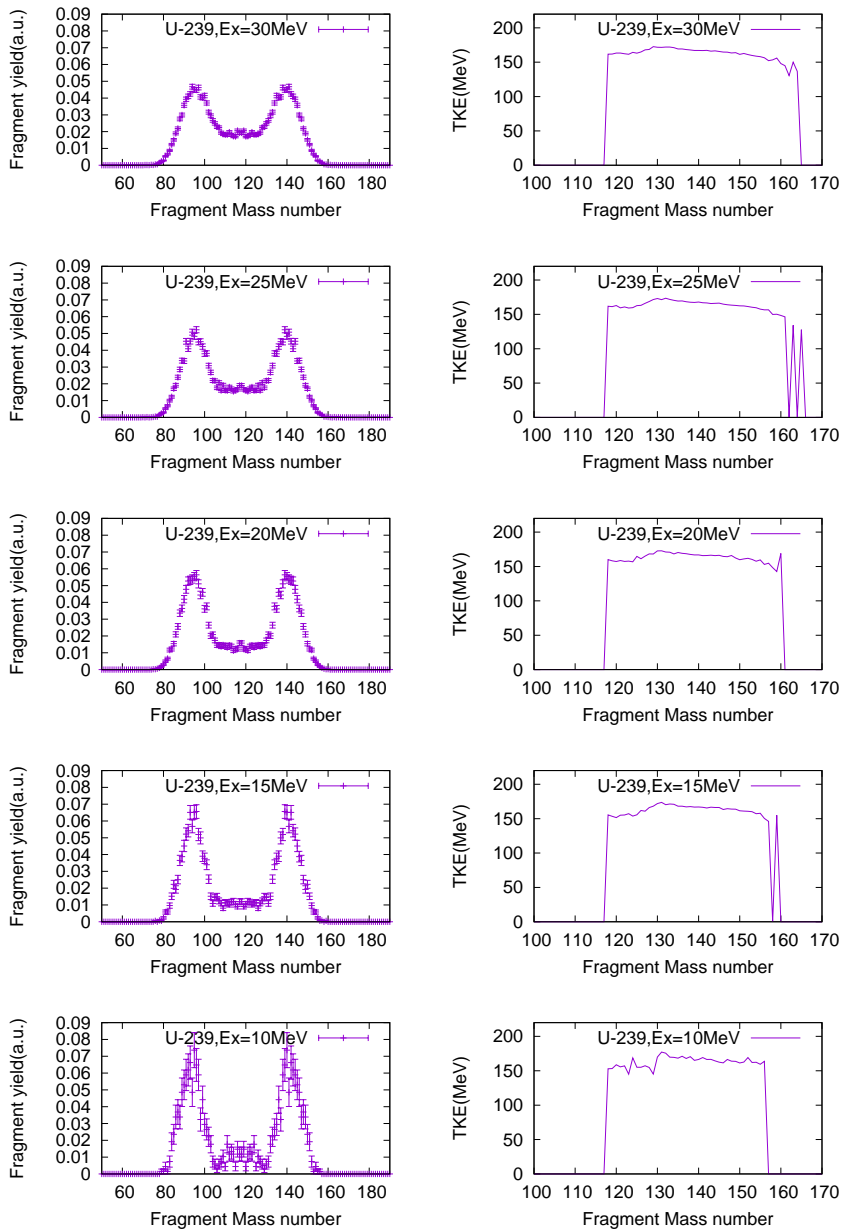 Fragment yield(a.u.)
0.09
0.08
0.07
0.06
0.05
0.04
0.03
0.02
0.01
0
U-239,Ex=30MeV
60 80 100 120 140 160 180
Fragment Mass number
TKE(MeV)
200
150
100
50
0
U-239,Ex=30MeV
100 110 120 130 140 150 160 170
Fragment Mass number
Fragment yield(a.u.)
0.09
0.08
0.07
0.06
0.05
0.04
0.03
0.02
0.01
0
U-239,Ex=25MeV
60 80 100 120 140 160 180
Fragment Mass number
TKE(MeV)
200
150
100
50
0
U-239,Ex=25MeV
100 110 120 130 140 150 160 170
Fragment Mass number
Fragment yield(a.u.)
0.09
0.08
0.07
0.06
0.05
0.04
0.03
0.02
0.01
0
U-239,Ex=20MeV
60 80 100 120 140 160 180
Fragment Mass number
TKE(MeV)
200
150
100
50
0
U-239,Ex=20MeV
100 110 120 130 140 150 160 170
Fragment Mass number
Fragment yield(a.u.)
0.09
0.08
0.07
0.06
0.05
0.04
0.03
0.02
0.01
0
U-239,Ex=15MeV
60 80 100 120 140 160 180
Fragment Mass number
TKE(MeV)
200
150
100
50
0
U-239,Ex=15MeV
100 110 120 130 140 150 160 170
Fragment Mass number
Fragment yield(a.u.)
0.09
0.08
0.07
0.06
0.05
0.04
0.03
0.02
0.01
0
U-239,Ex=10MeV
60 80 100 120 140 160 180
Fragment Mass number
TKE(MeV)
200
150
100
50
0
U-239,Ex=10MeV
100 110 120 130 140 150 160 170
Fragment Mass number